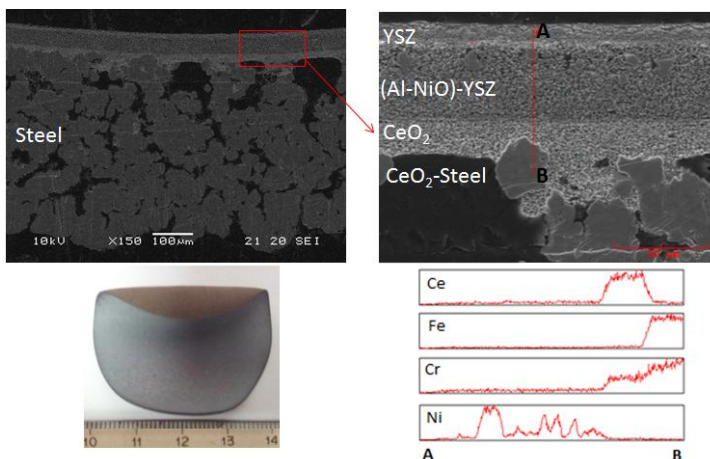 YSZ
A
(Al-NiO)-YSZ
CeO₂
B
CeO₂-Steel
Steel
10kV X150 100µm 21 20 SEI
Ce
Fe
Cr
Ni
A B
10 11 12 13 14